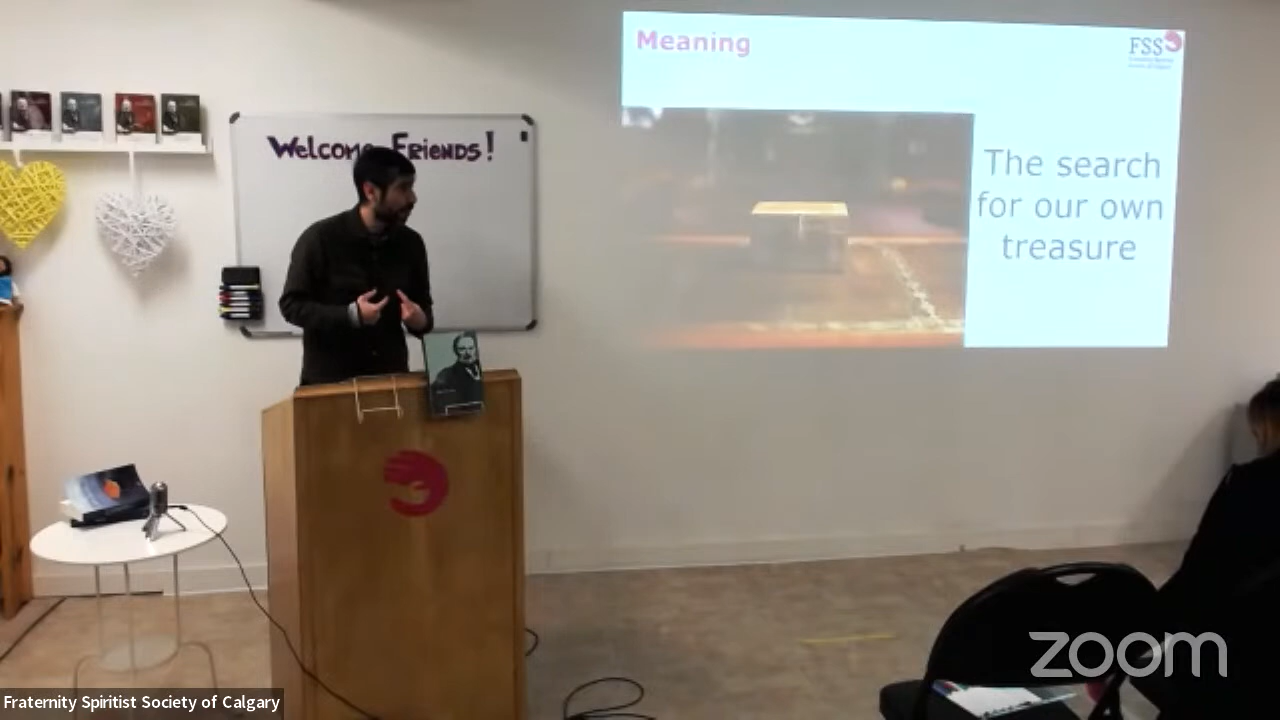 Meaning
FSS
Welcome Friends!
The search
for our own
treasure
zoom
Fraternity Spiritist Society of Calgary